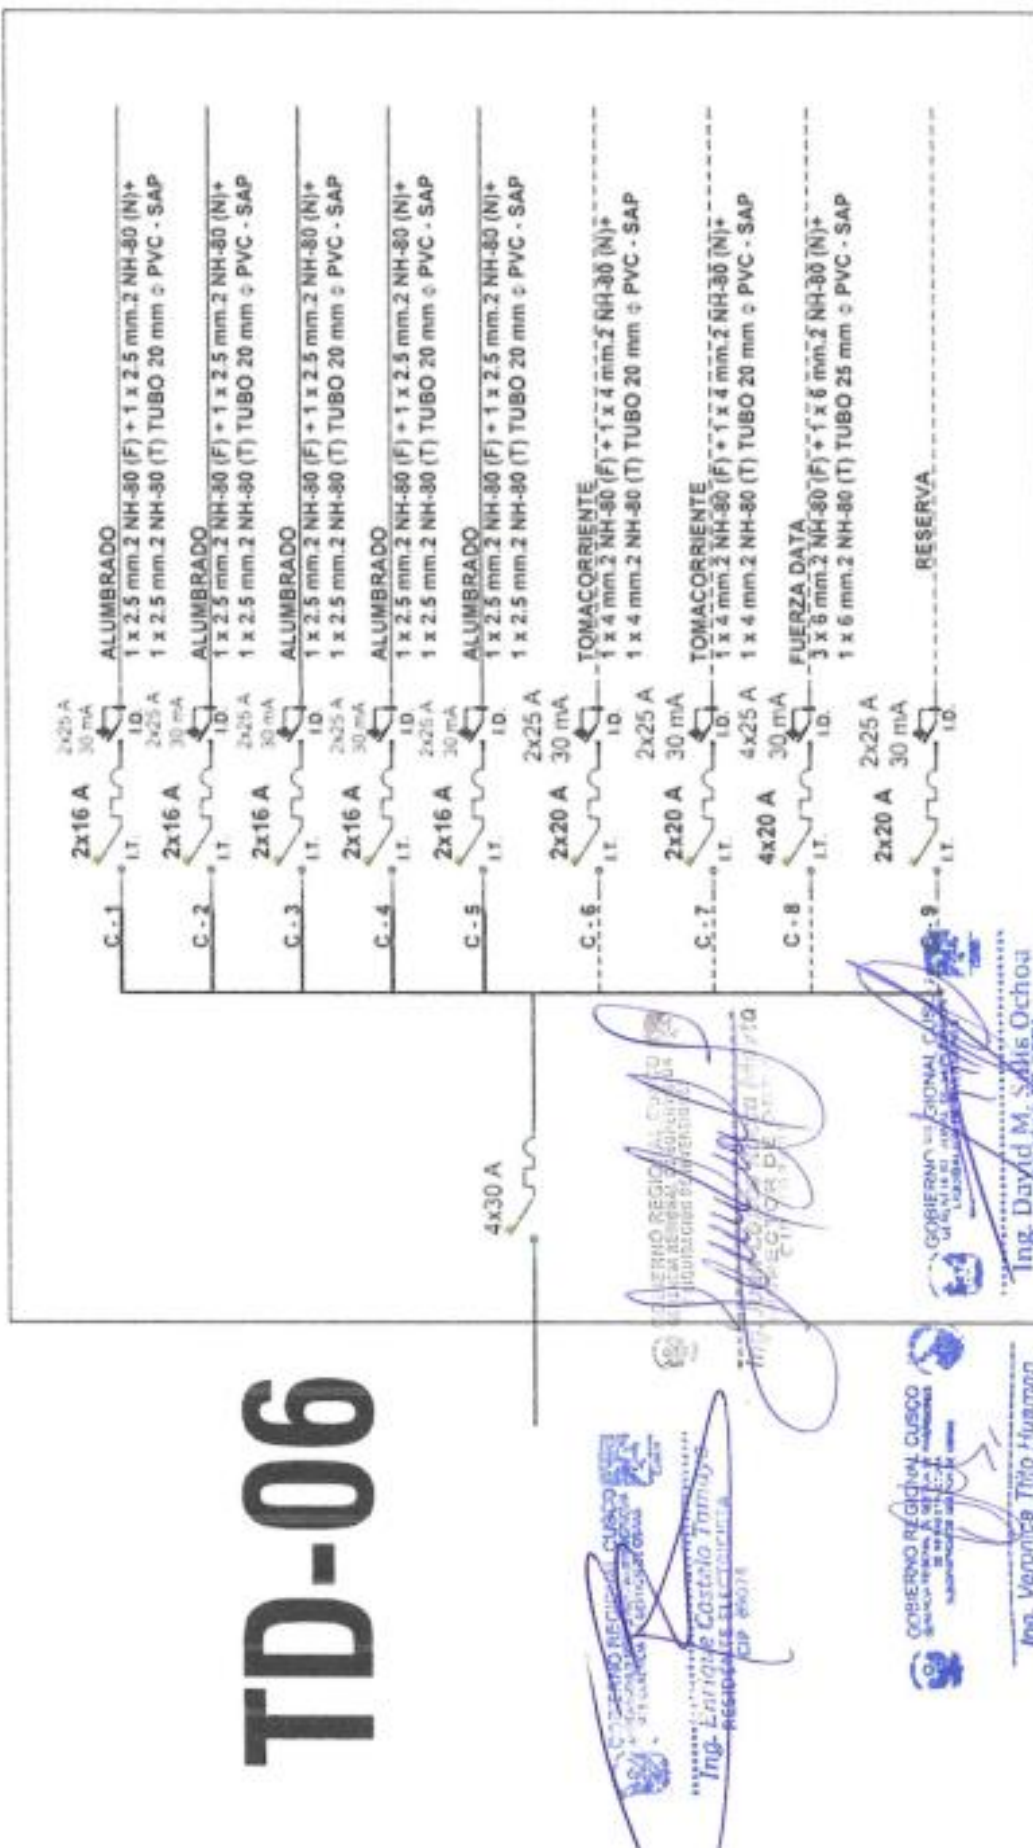 TD-06
4x30 A
C - 1
2x16 A
I.T.
2x25 A
30 mA
I.D.
ALUMBRADO
1 x 2.5 mm.2 NH-80 (F) + 1 x 2.5 mm.2 NH-80 (N)+
1 x 2.5 mm.2 NH-80 (T) TUBO 20 mm ϕ PVC - SAP
C - 2
2x16 A
I.T.
2x25 A
30 mA
I.D.
ALUMBRADO
1 x 2.5 mm.2 NH-80 (F) + 1 x 2.5 mm.2 NH-80 (N)+
1 x 2.5 mm.2 NH-80 (T) TUBO 20 mm ϕ PVC - SAP
C - 3
2x16 A
I.T.
2x25 A
30 mA
I.D.
ALUMBRADO
1 x 2.5 mm.2 NH-80 (F) + 1 x 2.5 mm.2 NH-80 (N)+
1 x 2.5 mm.2 NH-80 (T) TUBO 20 mm ϕ PVC - SAP
C - 4
2x16 A
I.T.
2x25 A
30 mA
I.D.
ALUMBRADO
1 x 2.5 mm.2 NH-80 (F) + 1 x 2.5 mm.2 NH-80 (N)+
1 x 2.5 mm.2 NH-80 (T) TUBO 20 mm ϕ PVC - SAP
C - 5
2x16 A
I.T.
2x25 A
30 mA
I.D.
ALUMBRADO
1 x 2.5 mm.2 NH-80 (F) + 1 x 2.5 mm.2 NH-80 (N)+
1 x 2.5 mm.2 NH-80 (T) TUBO 20 mm ϕ PVC - SAP
C - 6
2x20 A
I.T.
2x25 A
30 mA
I.D.
TOMACORRIENTE
1 x 4 mm.2 NH-80 (F) + 1 x 4 mm.2 NH-80 (N)+
1 x 4 mm.2 NH-80 (T) TUBO 20 mm ϕ PVC - SAP
C - 7
2x20 A
I.T.
2x25 A
30 mA
I.D.
TOMACORRIENTE
1 x 4 mm.2 NH-80 (F) + 1 x 4 mm.2 NH-80 (N)+
1 x 4 mm.2 NH-80 (T) TUBO 20 mm ϕ PVC - SAP
C - 8
4x20 A
I.T.
4x25 A
30 mA
I.D.
FUERZA DATA
3 x 6 mm.2 NH-80 (F) + 1 x 6 mm.2 NH-80 (N)+
1 x 6 mm.2 NH-80 (T) TUBO 25 mm ϕ PVC - SAP
9
2x20 A
I.T.
2x25 A
30 mA
I.D.
RESERVA
CUSCO
Ing. Enrique Castelo Tamayo
RESIDENTE ELECTRICISTA
CIP
GOBIERNO REGIONAL CUSCO
GOBIERNO REGIONAL CUSCO
Ing. Veronica
GOBIERNO REGIONAL
Ing. David M. Solis Ochoa